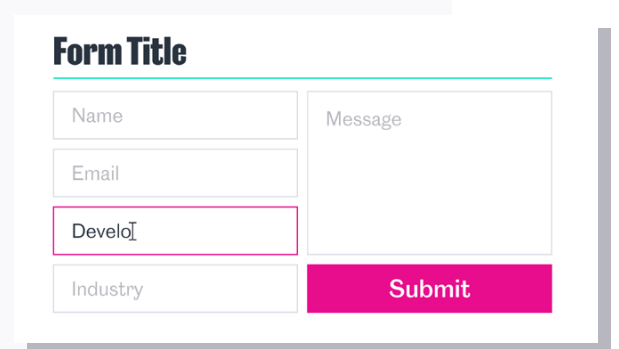 Form Title
Name
Email
Develo
Industry
Message
Submit